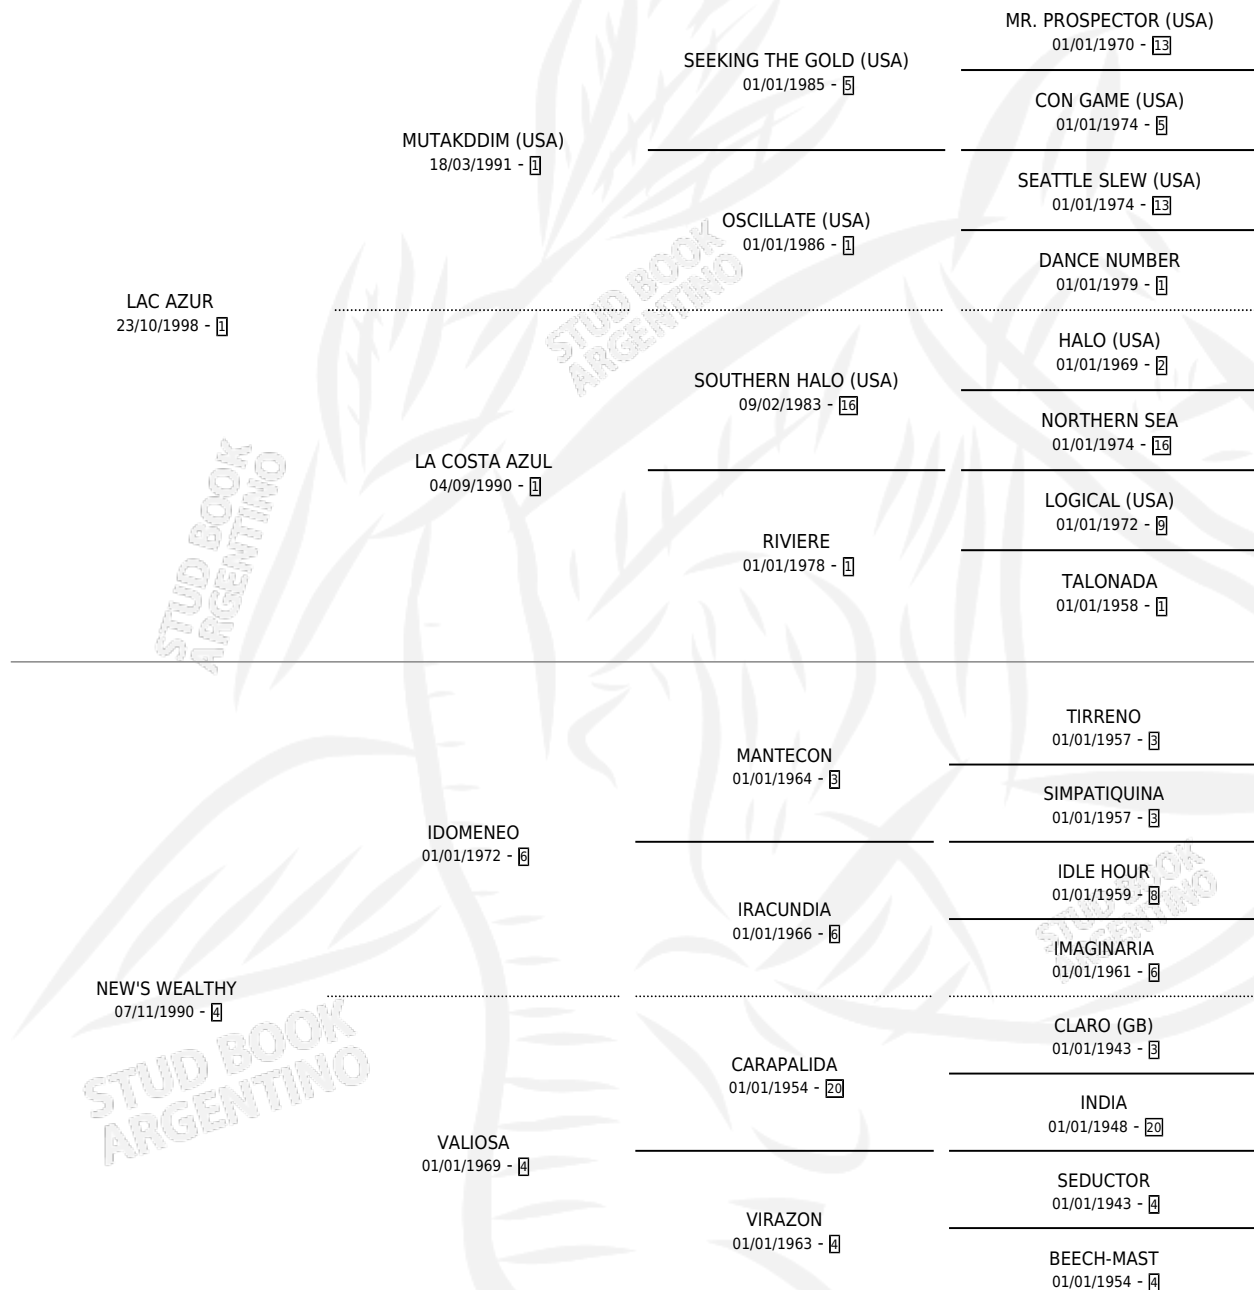 MR. PROSPECTOR (USA)
01/01/1970 - 13
SEEKING THE GOLD (USA)
01/01/1985 - 5
CON GAME (USA)
01/01/1974 - 5
MUTAKDDIM (USA)
18/03/1991 - 1
SEATTLE SLEW (USA)
01/01/1974 - 13
OSCILLATE (USA)
01/01/1986 - 1
DANCE NUMBER
01/01/1979 - 1
LAC AZUR
23/10/1998 - 1
HALO (USA)
01/01/1969 - 2
SOUTHERN HALO (USA)
09/02/1983 - 16
NORTHERN SEA
01/01/1974 - 16
LA COSTA AZUL
04/09/1990 - 1
LOGICAL (USA)
01/01/1972 - 9
RIVIERE
01/01/1978 - 1
TALONADA
01/01/1958 - 1
TIRRENO
01/01/1957 - 3
MANTECON
01/01/1964 - 3
SIMPATIQUINA
01/01/1957 - 3
IDOMENEO
01/01/1972 - 6
IDLE HOUR
01/01/1959 - 8
IRACUNDIA
01/01/1966 - 6
IMAGINARIA
01/01/1961 - 6
NEW'S WEALTHY
07/11/1990 - 4
CLARO (GB)
01/01/1943 - 3
CARAPALIDA
01/01/1954 - 20
INDIA
01/01/1948 - 20
VALIOSA
01/01/1969 - 4
SEDUCTOR
01/01/1943 - 4
VIRAZON
01/01/1963 - 4
BEECH-MAST
01/01/1954 - 4
STUD BOOK
ARGENTINO
STUD BOOK
ARGENTINO
STUD BOOK
ARGENTINO
STUD BOOK
ARGENTINO